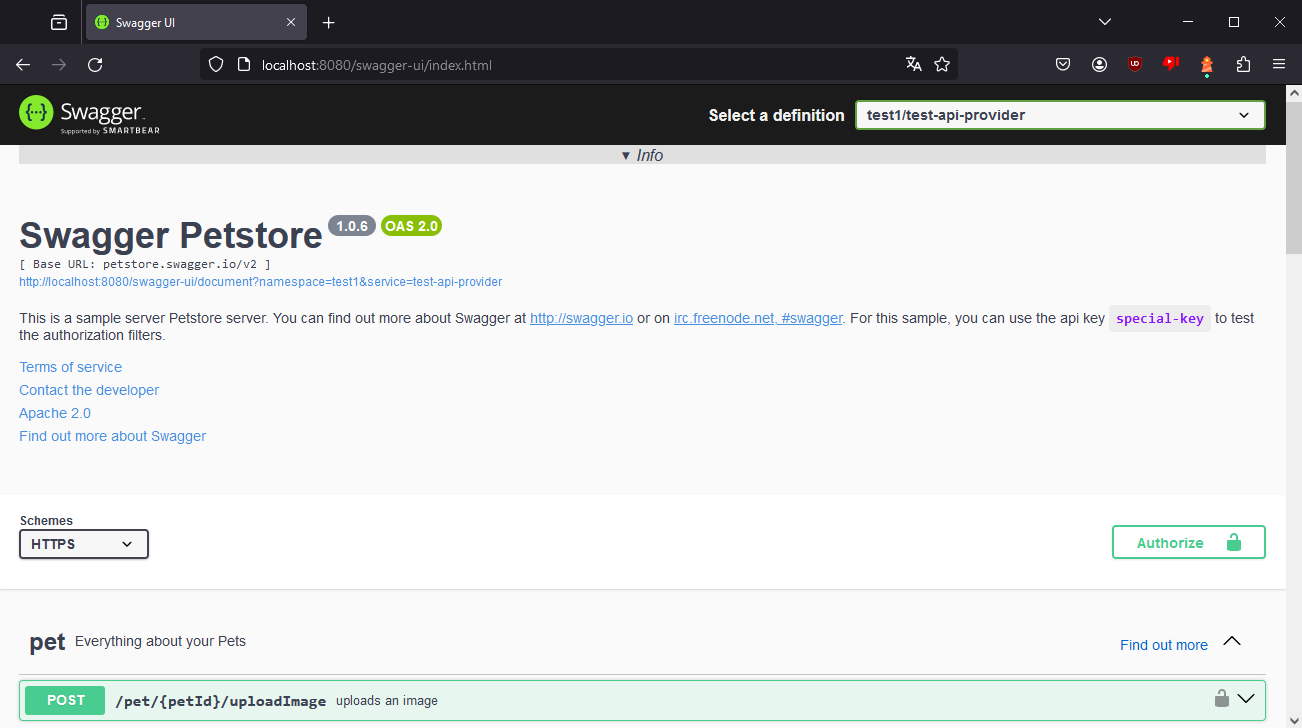 Swagger UI
localhost:8080/swagger-ui/index.html
Swagger
Supported by SMARTBEAR
Select a definition
test1/test-api-provider
▼ Info
Swagger Petstore 1.0.6 OAS 2.0
[ Base URL: petstore.swagger.io/v2 ]
http://localhost:8080/swagger-ui/document?namespace=test1&service=test-api-provider
This is a sample server Petstore server. You can find out more about Swagger at http://swagger.io or on irc.freenode.net, #swagger. For this sample, you can use the api key special-key to test
the authorization filters.
Terms of service
Contact the developer
Apache 2.0
Find out more about Swagger
Schemes
HTTPS
Authorize
pet Everything about your Pets
Find out more
POST /pet/{petId}/uploadImage uploads an image